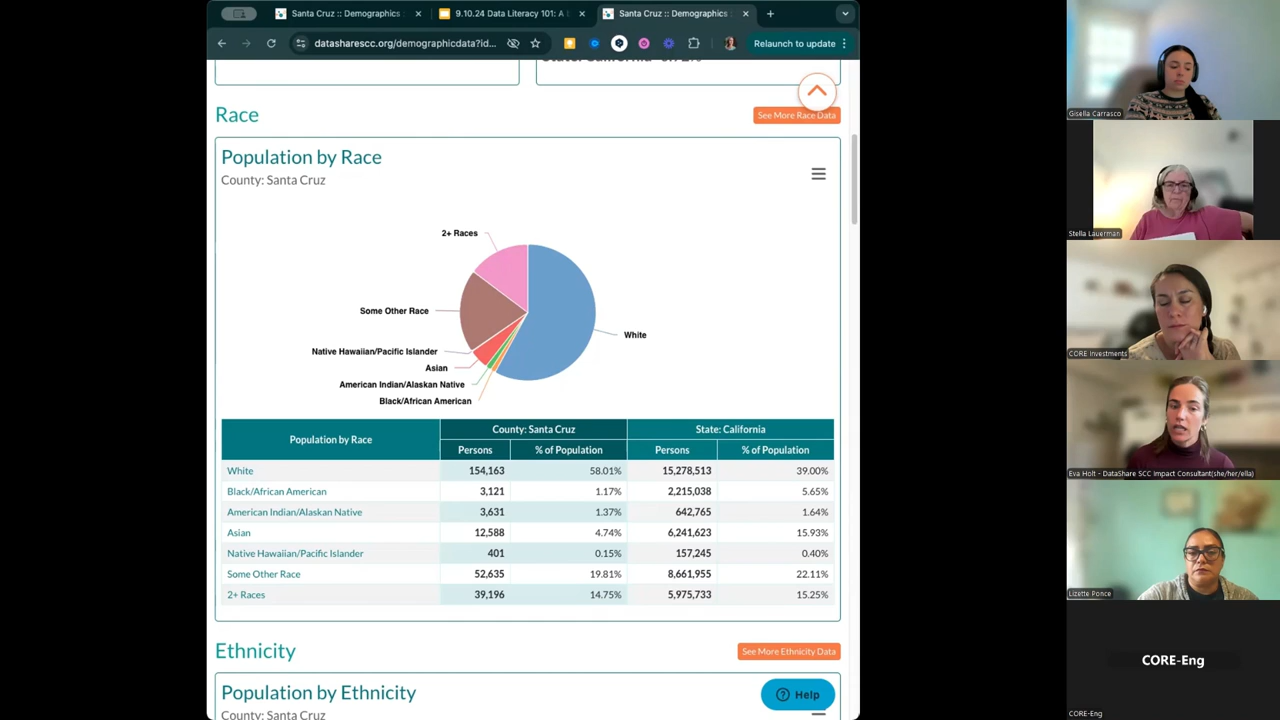 Santa Cruz :: Demographics
9.10.24 Data Literacy 101: A
Santa Cruz :: Demographics
datasharescc.org/demographicdata?id...
Relaunch to update
Race
See More Race Data
Population by Race
County: Santa Cruz
2+ Races
Some Other Race
White
Native Hawaiian/Pacific Islander
Asian
American Indian/Alaskan Native
Black/African American
Population by Race County: Santa Cruz State: California
Persons % of Population Persons % of Population
White 154,163 58.01% 15,278,513 39.00%
Black/African American 3,121 1.17% 2,215,038 5.65%
American Indian/Alaskan Native 3,631 1.37% 642,765 1.64%
Asian 12,588 4.74% 6,241,623 15.93%
Native Hawaiian/Pacific Islander 401 0.15% 157,245 0.40%
Some Other Race 52,635 19.81% 8,661,955 22.11%
2+ Races 39,196 14.75% 5,975,733 15.25%
Ethnicity
See More Ethnicity Data
Population by Ethnicity
County: Santa Cruz
Help
Gisella Carrasco
Stella Lauerman
CORE Investments
Eva Holt - DataShare SCC Impact Consultant(she/her/ella)
Lizette Ponce
CORE-Eng
CORE-Eng